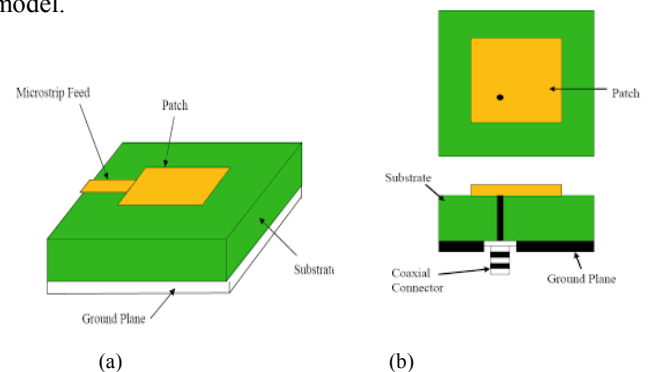 model.
Microstrip Feed
Patch
Substrate
Ground Plane
(a)
Patch
Substrate
Coaxial
Connector
Ground Plane
(b)